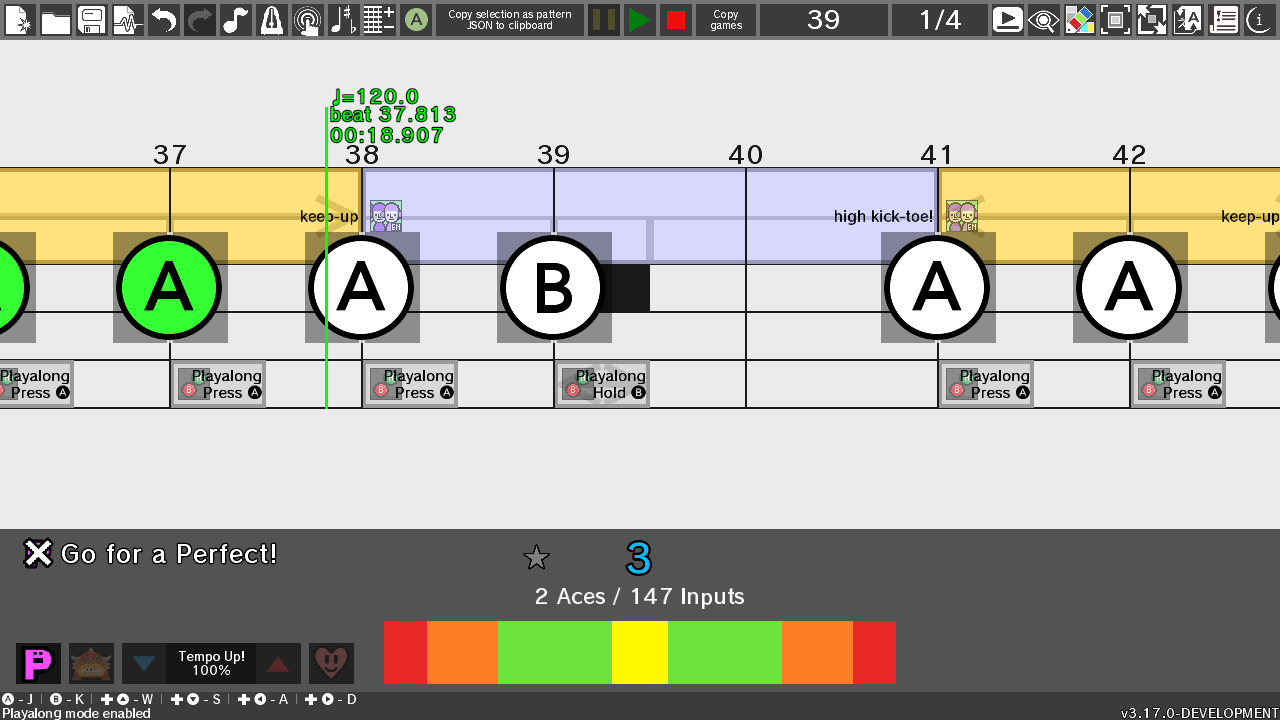 A
Copy selection as pattern
JSON to clipboard
Copy
games
39
1/4
A
♩=120.0
beat 37.813
00:18.907
37
38
39
40
41
42
keep-up
high kick-toe!
keep-up
EN
EN
A
A
B
A
A
Playalong
Press A
Playalong
Press A
Playalong
Press A
Playalong
Hold B
Playalong
Press A
Playalong
Press A
Go for a Perfect!
3
2 Aces / 147 Inputs
P
Tempo Up!
100%
A - J | B - K | - W | - S | - A | - D
Playalong mode enabled
v3.17.0-DEVELOPMENT